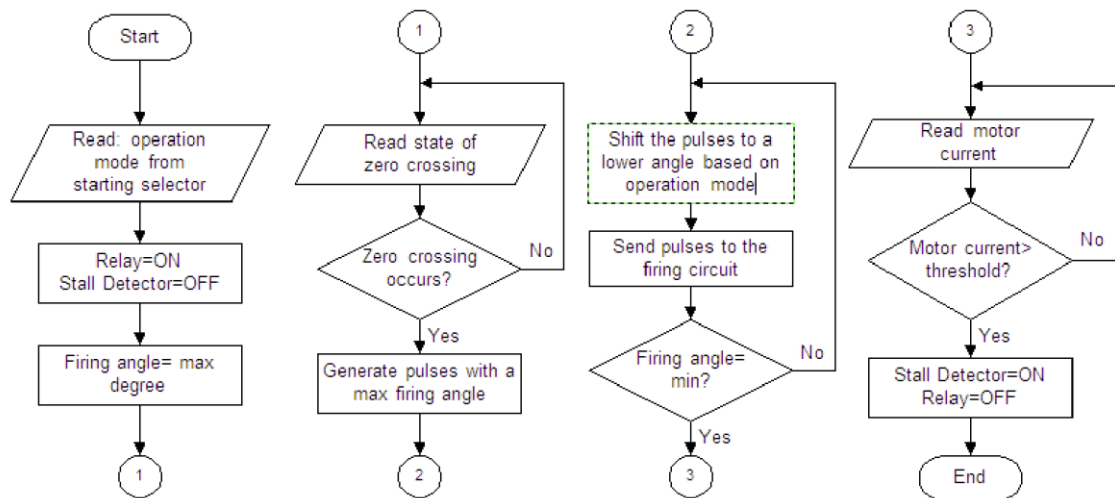 Start
Read: operation
mode from
starting selector
Relay=ON
Stall Detector=OFF
Firing angle= max
degree
1
1
Read state of
zero crossing
Zero crossing
occurs?
No
Yes
Generate pulses with a
max firing angle
2
2
Shift the pulses to a
lower angle based on
operation mode
Send pulses to the
firing circuit
Firing angle=
min?
No
Yes
3
3
Read motor
current
Motor current>
threshold?
No
Yes
Stall Detector=ON
Relay=OFF
End